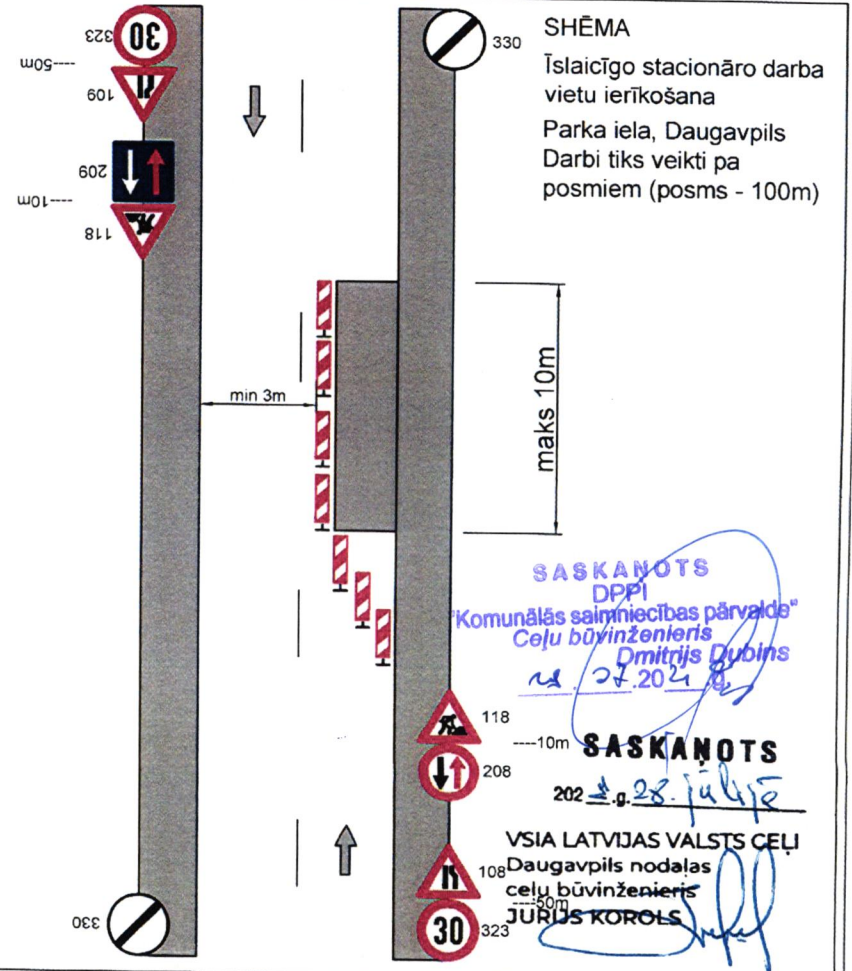 323
30
50m----
109
209
10m----
118
330
SHĒMA
Īslaicīgo stacionāro darba
vietu ierīkošana
Parka iela, Daugavpils
Darbi tiks veikti pa
posmiem (posms - 100m)
min 3m
maks 10m
SASKAŅOTS
DPPI
"Komunālās saimniecības pārvalde"
Ceļu būvinženieris
Dmitrijs Dubins
07.2021.g.
118
----10m
208
SASKAŅOTS
202 .g. 28. jūlijē
VSIA LATVIJAS VALSTS CEĻI
Daugavpils nodaļas
ceļu būvinženieris
JURIJS KOROLS
108
----50m
30
323
330